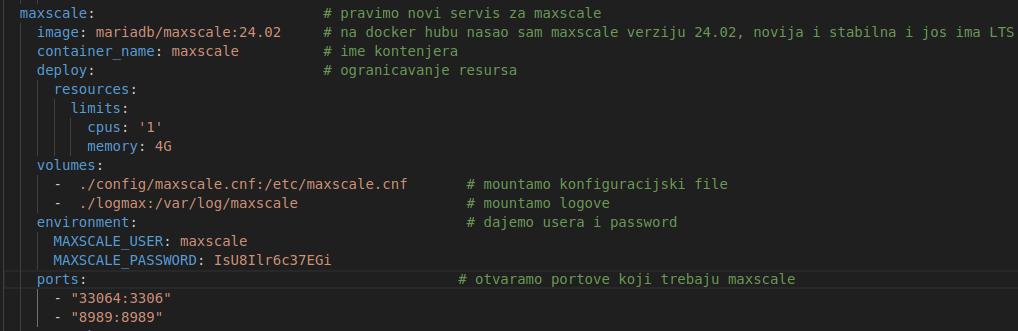 maxscale: # pravimo novi servis za maxscale
image: mariadb/maxscale:24.02 # na docker hubu nasao sam maxscale verziju 24.02, novija i stabilna i jos ima LTS
container_name: maxscale # ime kontenjera
deploy: # ogranicavanje resursa
resources:
limits:
cpus: '1'
memory: 4G
volumes:
- ./config/maxscale.cnf:/etc/maxscale.cnf # mountamo konfiguracijski file
- ./logmax:/var/log/maxscale # mountamo logove
environment: # dajemo usera i password
MAXSCALE_USER: maxscale
MAXSCALE_PASSWORD: IsU8Ilr6c37EGi
ports: # otvaramo portove koji trebaju maxscale
- "33064:3306"
- "8989:8989"